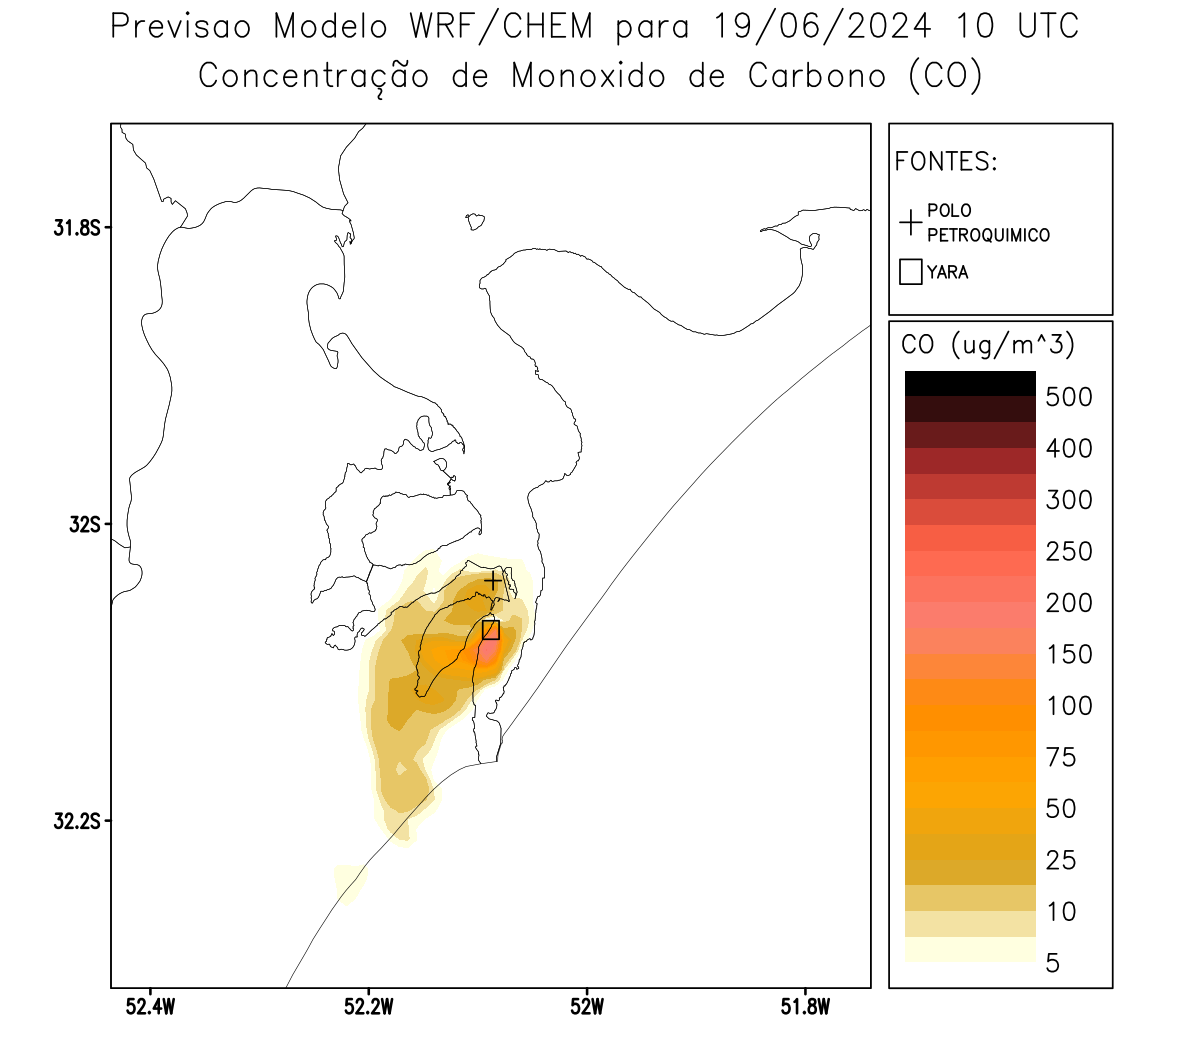 Previsao Modelo WRF/CHEM para 19/06/2024 10 UTC
Concentração de Monoxido de Carbono (CO)
FONTES:
POLO
PETROQUIMICO
YARA
CO (ug/m^3)
500
400
300
250
200
150
100
75
50
25
10
5
31.8S
32S
32.2S
52.4W
52.2W
52W
51.8W